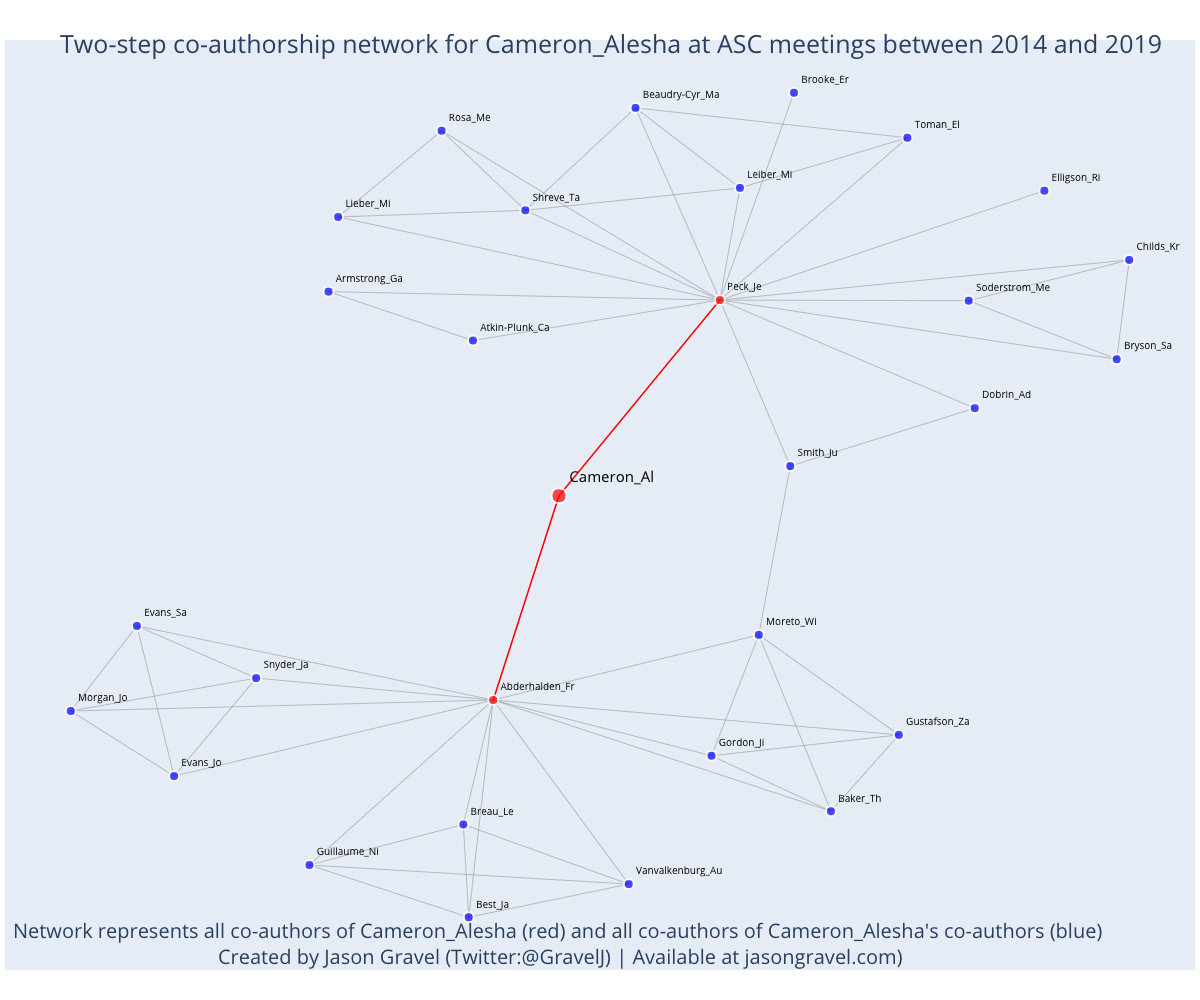 Two-step co-authorship network for Cameron_Alesha at ASC meetings between 2014 and 2019
Brooke_Er
Beaudry-Cyr_Ma
Rosa_Me
Toman_El
Leiber_Mi
Elligson_Ri
Shreve_Ta
Lieber_Mi
Childs_Kr
Armstrong_Ga
Peck_Je
Soderstrom_Me
Atkin-Plunk_Ca
Bryson_Sa
Dobrin_Ad
Smith_Ju
Cameron_Al
Evans_Sa
Moreto_Wi
Snyder_Ja
Abderhalden_Fr
Morgan_Jo
Gustafson_Za
Gordon_Ji
Evans_Jo
Baker_Th
Breau_Le
Guillaume_Ni
Vanvalkenburg_Au
Best_Ja
Network represents all co-authors of Cameron_Alesha (red) and all co-authors of Cameron_Alesha's co-authors (blue)
Created by Jason Gravel (Twitter:@GravelJ) | Available at jasongravel.com)